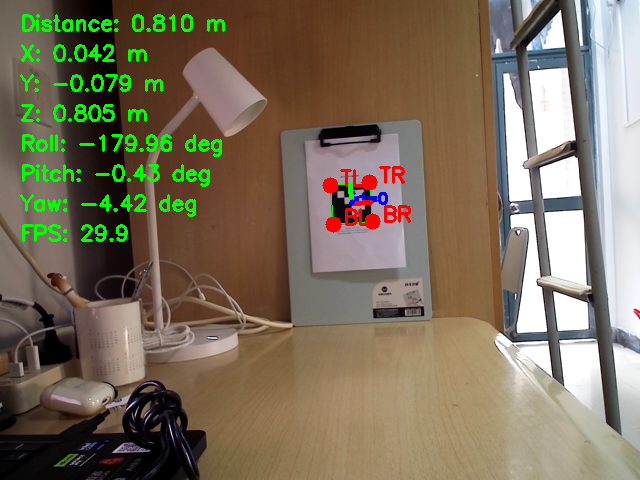 Distance: 0.810 m
X: 0.042 m
Y: -0.079 m
Z: 0.805 m
Roll: -179.96 deg
Pitch: -0.43 deg
Yaw: -4.42 deg
FPS: 29.9
TL TR
0
BL BR